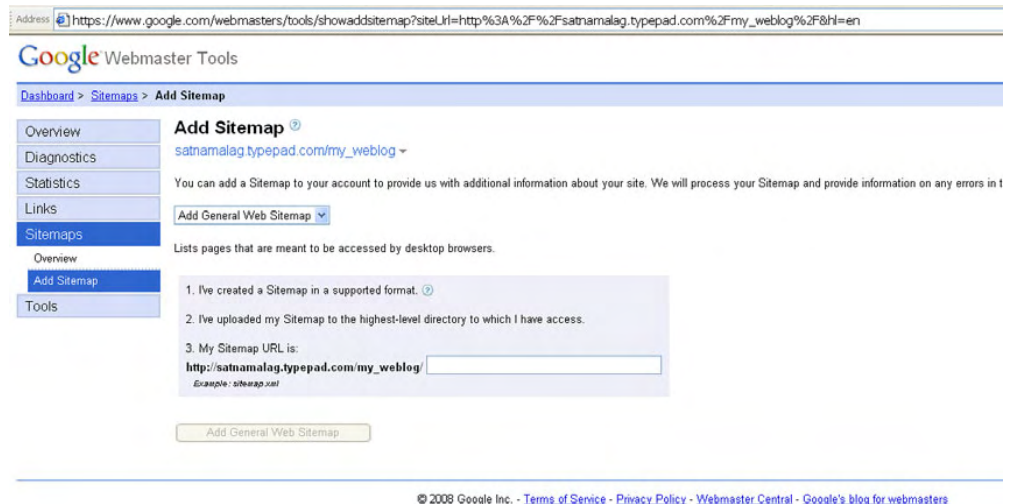 Address https://www.google.com/webmasters/tools/showaddsitemap?siteUrl=http%3A%2F%2Fsatnamalag.typepad.com%2Fmy_weblog%2F&hl=en
Google Webmaster Tools
Dashboard > Sitemaps > Add Sitemap
Overview
Diagnostics
Statistics
Links
Sitemaps
Overview
Add Sitemap
Tools
Add Sitemap
satnamalag.typepad.com/my_weblog
You can add a Sitemap to your account to provide us with additional information about your site. We will process your Sitemap and provide information on any errors in t
Add General Web Sitemap
Lists pages that are meant to be accessed by desktop browsers.
1. I've created a Sitemap in a supported format. ?
2. I've uploaded my Sitemap to the highest-level directory to which I have access.
3. My Sitemap URL is:
http://satnamalag.typepad.com/my_weblog/
Example: sitemap.xml
Add General Web Sitemap
© 2008 Google Inc. - Terms of Service - Privacy Policy - Webmaster Central - Google's blog for webmasters